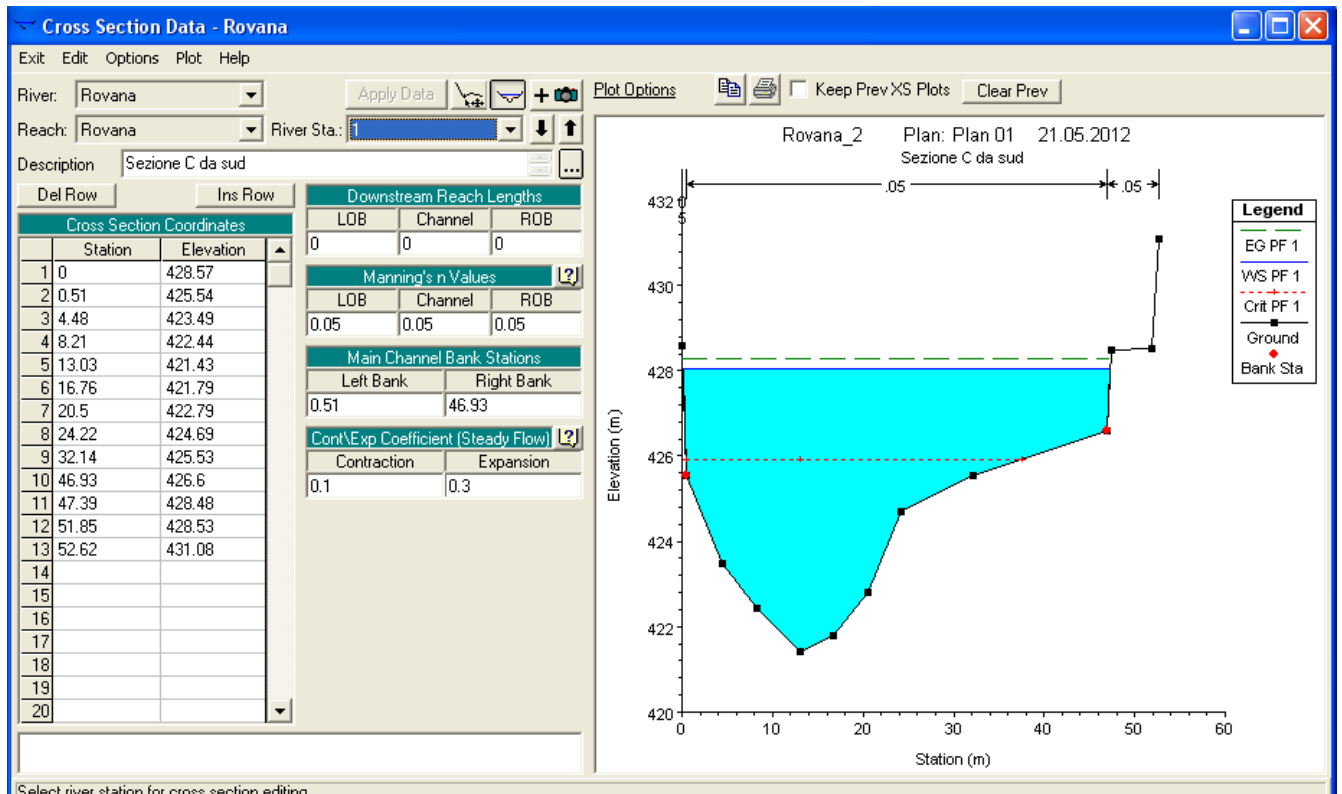 Cross Section Data - Rovana
Exit Edit Options Plot Help
River: Rovana Apply Data
Reach: Rovana River Sta.: 1
Description Sezione C da sud ...
Del Row Ins Row
Cross Section Coordinates
Station Elevation
1 0 428.57
2 0.51 425.54
3 4.48 423.49
4 8.21 422.44
5 13.03 421.43
6 16.76 421.79
7 20.5 422.79
8 24.22 424.69
9 32.14 425.53
10 46.93 426.6
11 47.39 428.48
12 51.85 428.53
13 52.62 431.08
14
15
16
17
18
19
20
Downstream Reach Lengths
LOB Channel ROB
0 0 0
Manning's n Values
LOB Channel ROB
0.05 0.05 0.05
Main Channel Bank Stations
Left Bank Right Bank
0.51 46.93
Cont\Exp Coefficient (Steady Flow)
Contraction Expansion
0.1 0.3
Plot Options Keep Prev XS Plots Clear Prev
Rovana_2 Plan: Plan 01 21.05.2012
Sezione C da sud
.05 .05
432
430
428
426
424
422
420
Elevation (m)
0 10 20 30 40 50 60
Station (m)
Legend
EG PF 1
WS PF 1
Crit PF 1
Ground
Bank Sta
Select river station for cross section editing